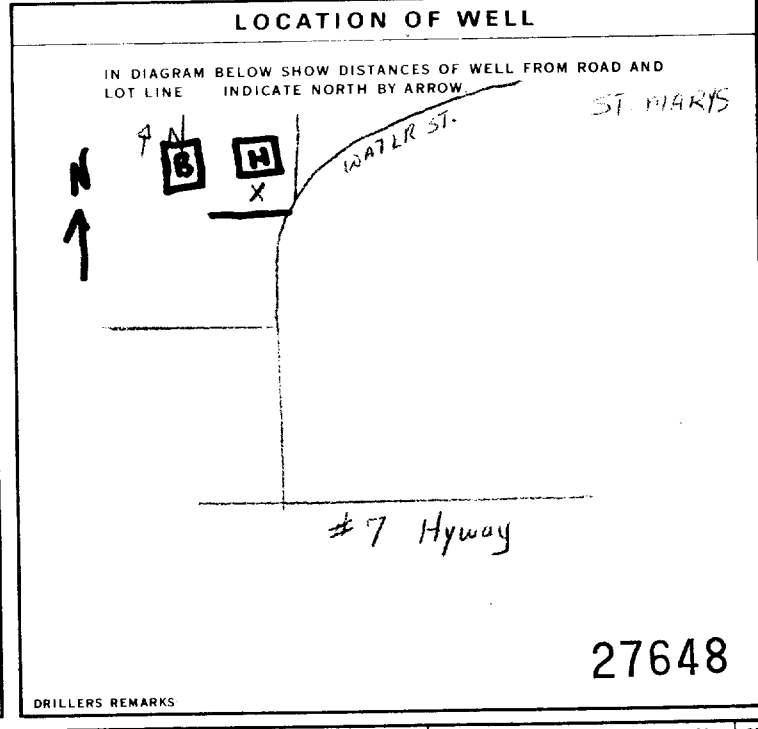 LOCATION OF WELL
IN DIAGRAM BELOW SHOW DISTANCES OF WELL FROM ROAD AND
LOT LINE INDICATE NORTH BY ARROW.
ST. MARYS
N
B
H
WATER ST.
N
X
# 7 Hyway
27648
DRILLERS REMARKS